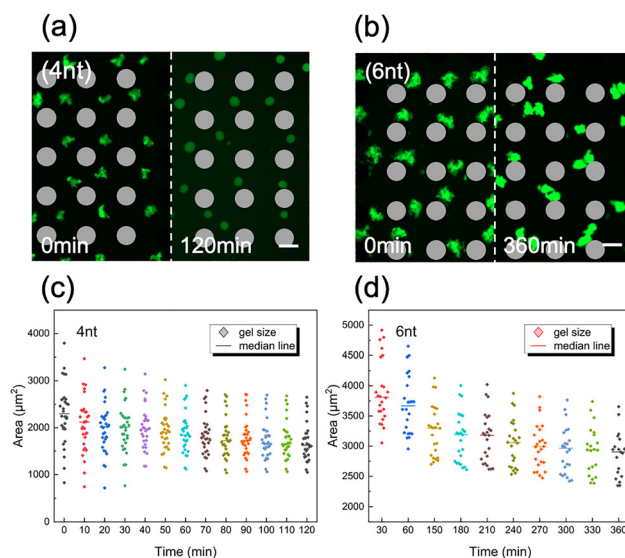 (a)
(4nt)
0min
120min
(b)
(6nt)
0min
360min
(c)
4nt
gel size
median line
Area (μm²)
4000
3000
2000
1000
0
0 10 20 30 40 50 60 70 80 90 100 110 120
Time (min)
(d)
6nt
gel size
median line
Area (μm²)
5000
4500
4000
3500
3000
2500
2000
30 60 150 180 210 240 270 300 330 360
Time (min)